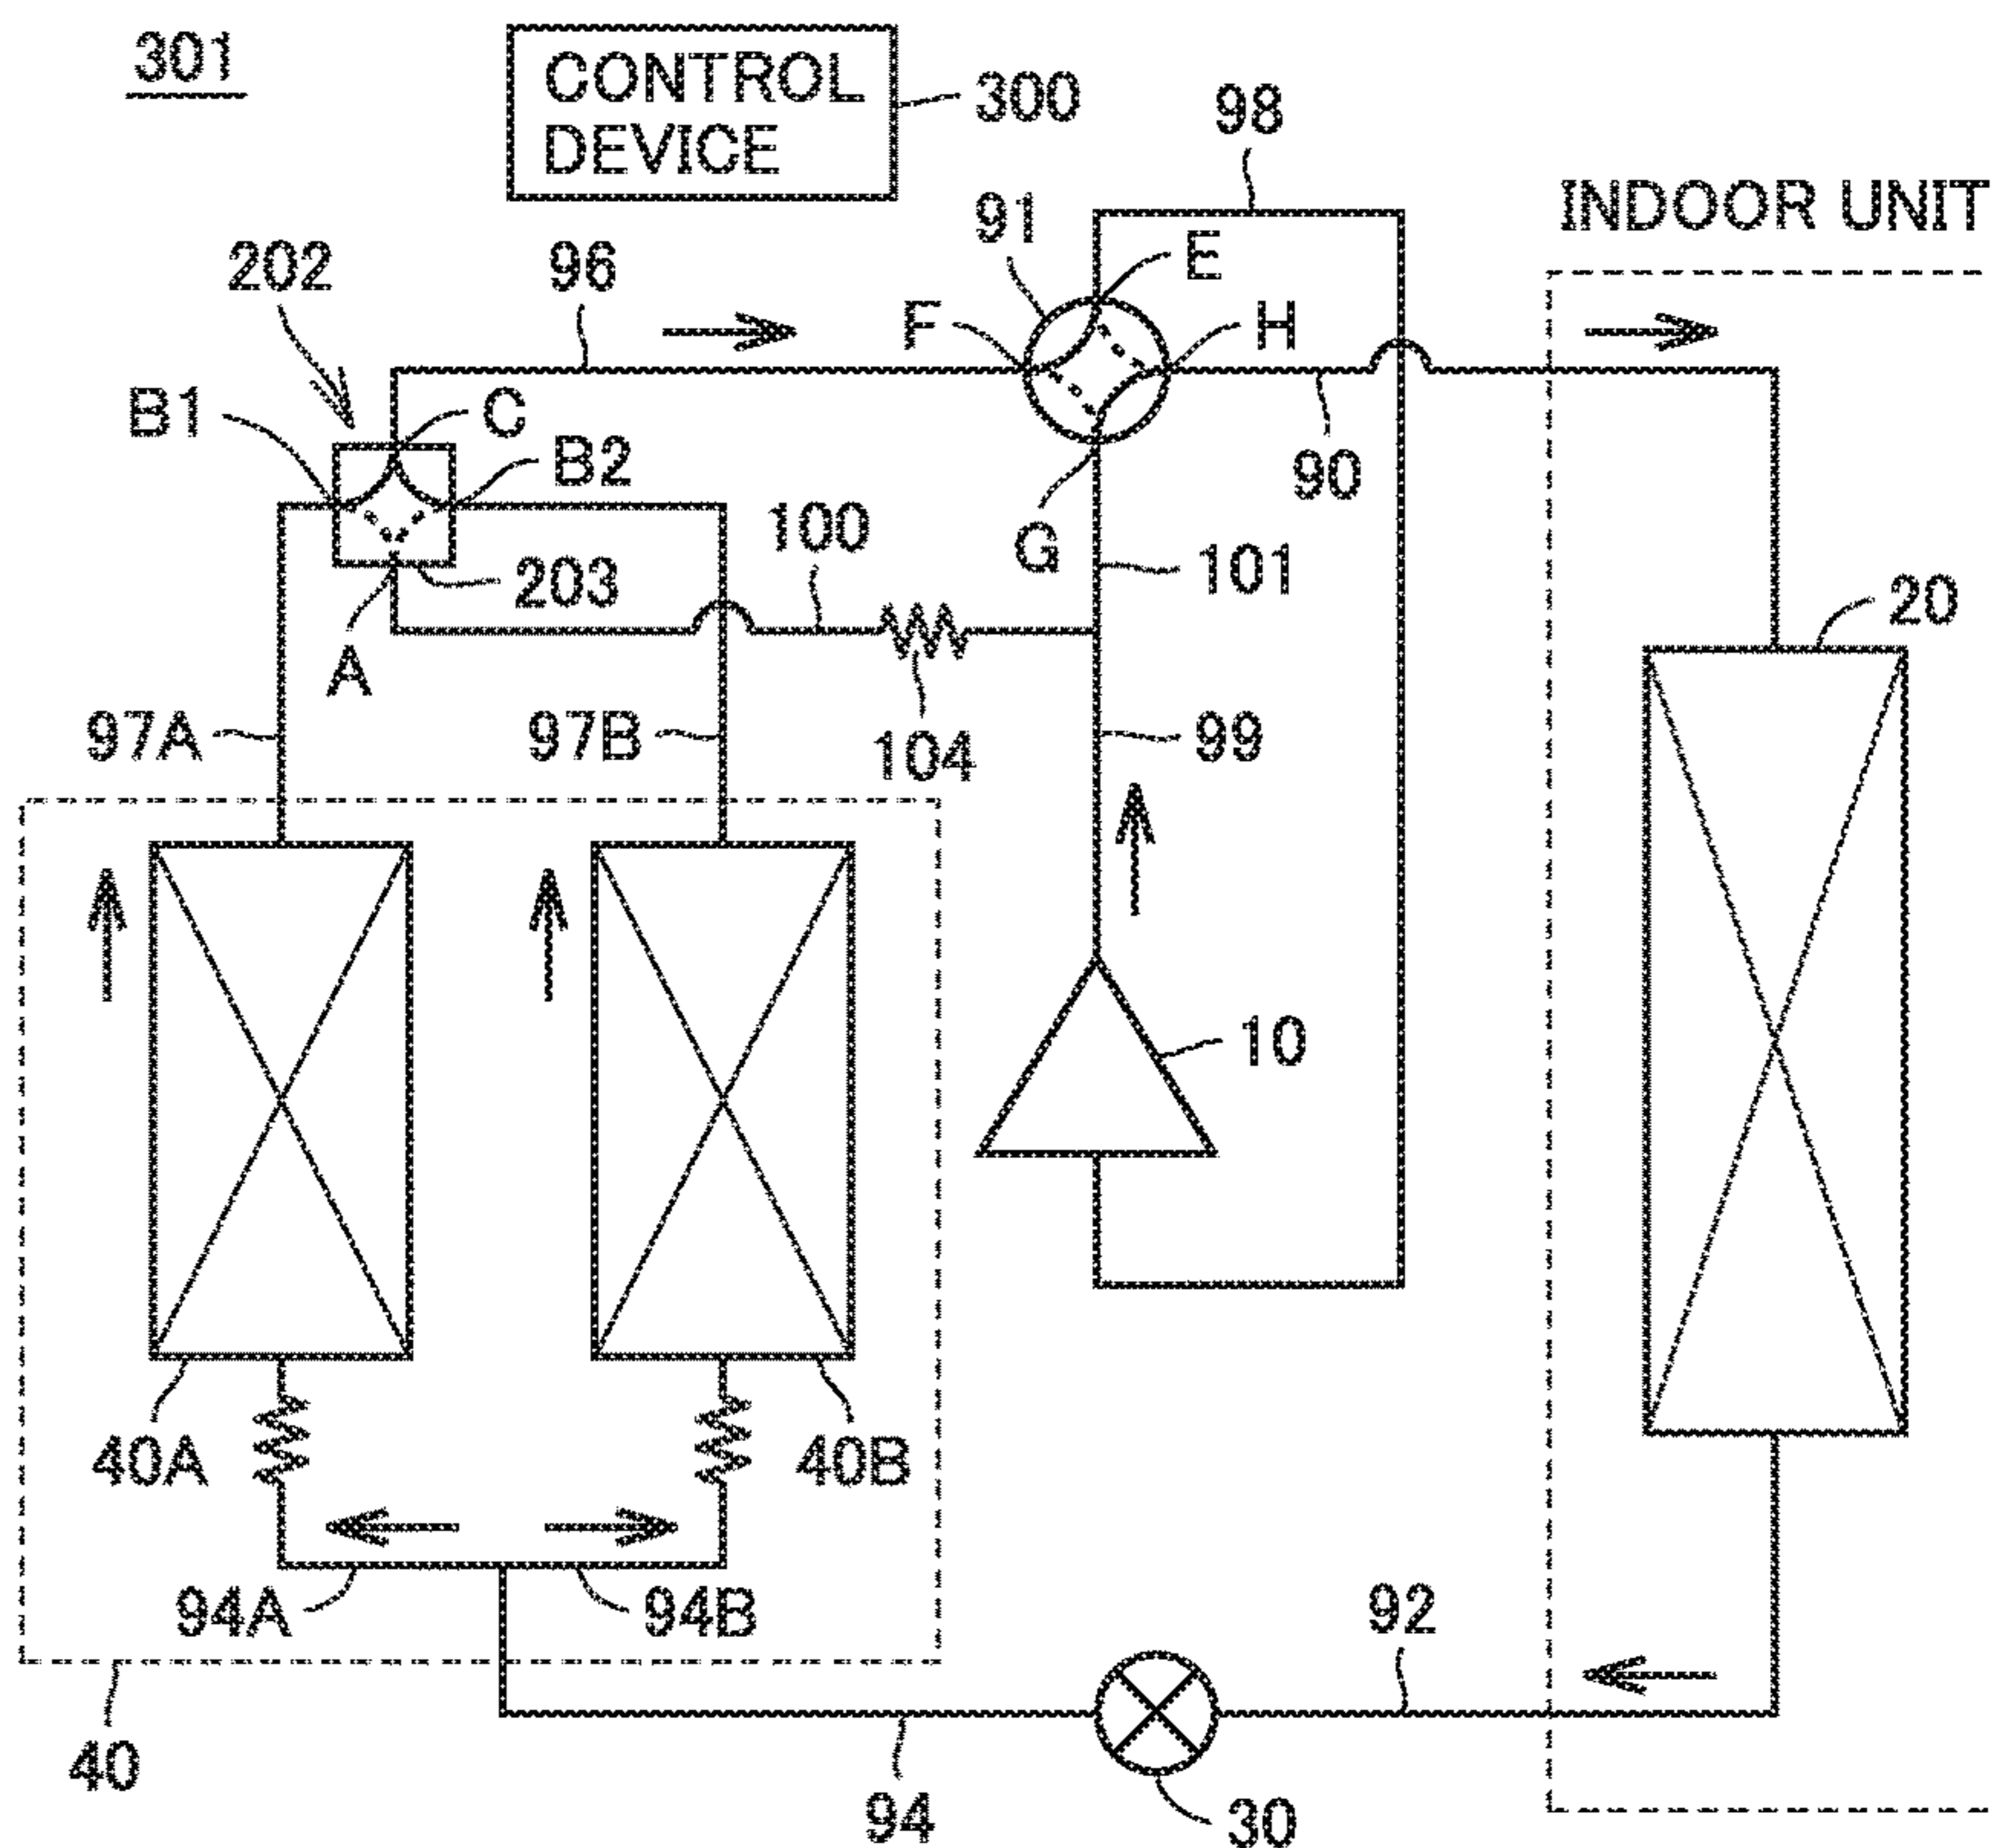 301
CONTROL
DEVICE
300
98
INDOOR UNIT
91
E
202
96
F
H
B1
C
B2
90
100
G
101
203
20
A
97A
97B
104
99
10
40A
40B
94A
94B
92
40
94
30